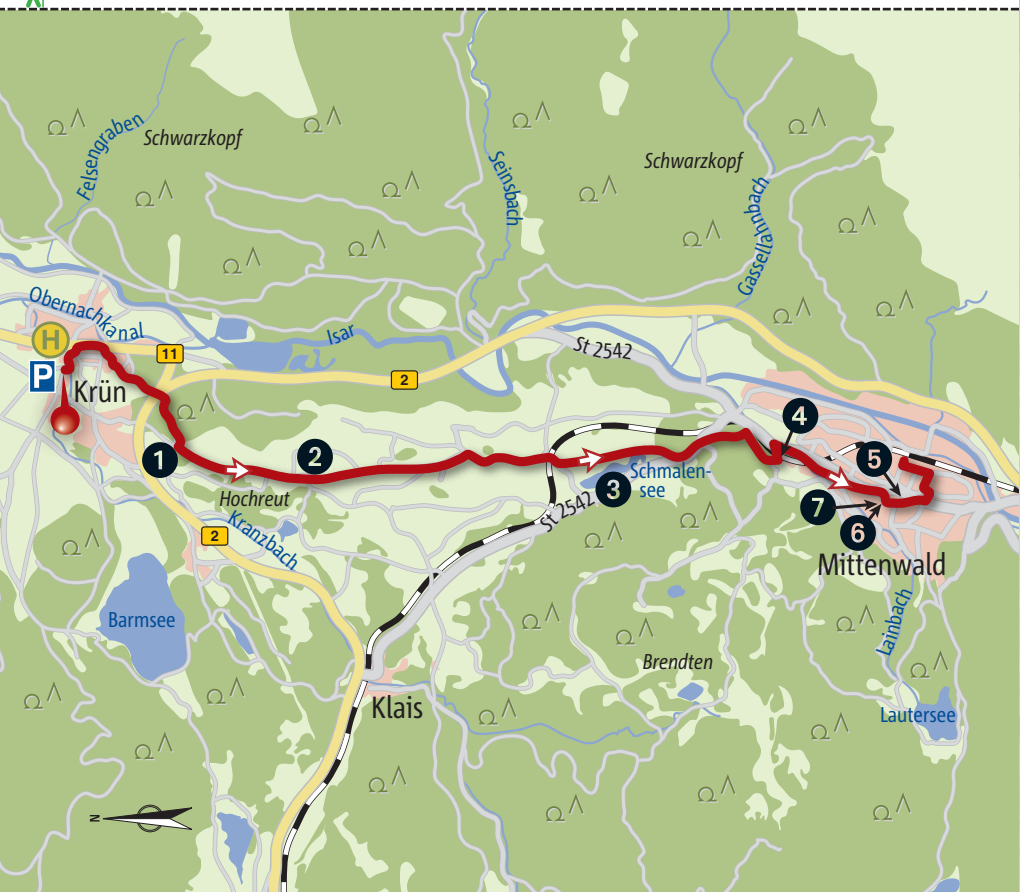 Felsengraben
Schwarzkopf
Seinsbach
Schwarzkopf
Gassellahnbach
Obernachkanal
Isar
St 2542
H
11
P
2
Krün
4
1
2
5
Schmalen-
see
3
Hochreut
7
St 2542
Kranzbach
2
6
Mittenwald
Barmsee
Lainbach
Brendten
Klais
Lautersee
N